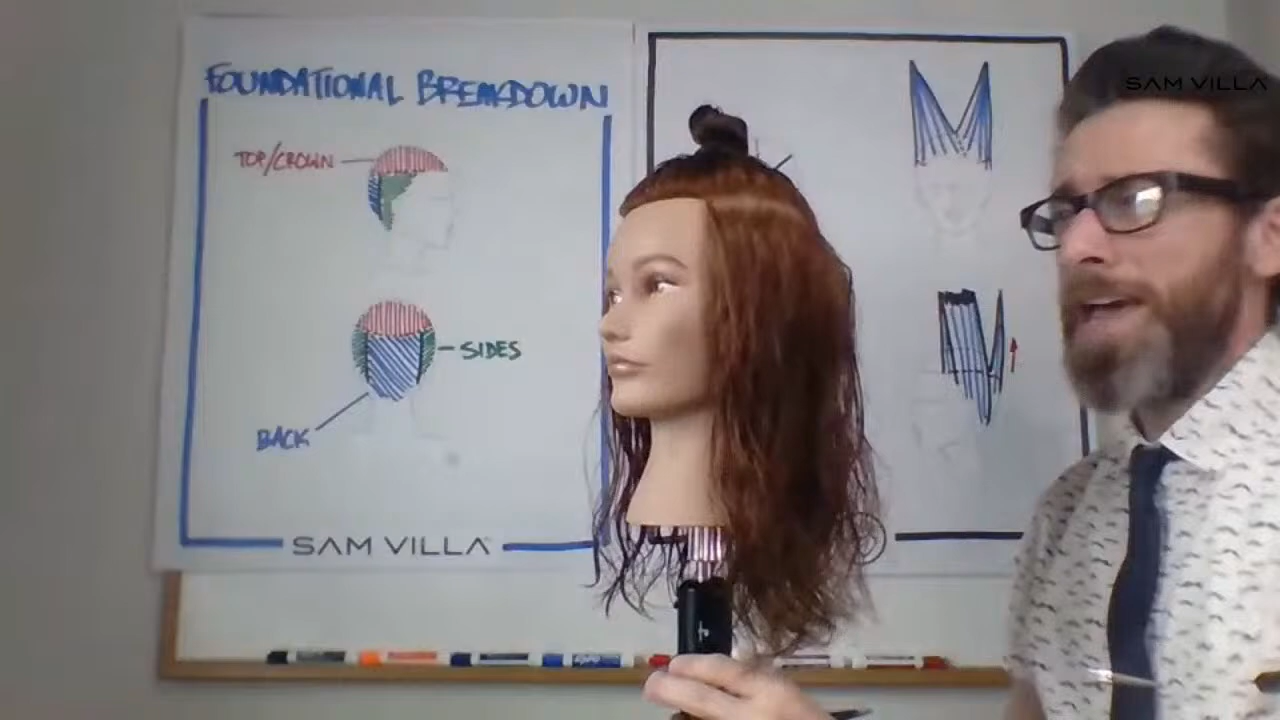 FOUNDATIONAL BREAKDOWN
TOP/CROWN
SIDES
BACK
SAM VILLA
SAM VILLA